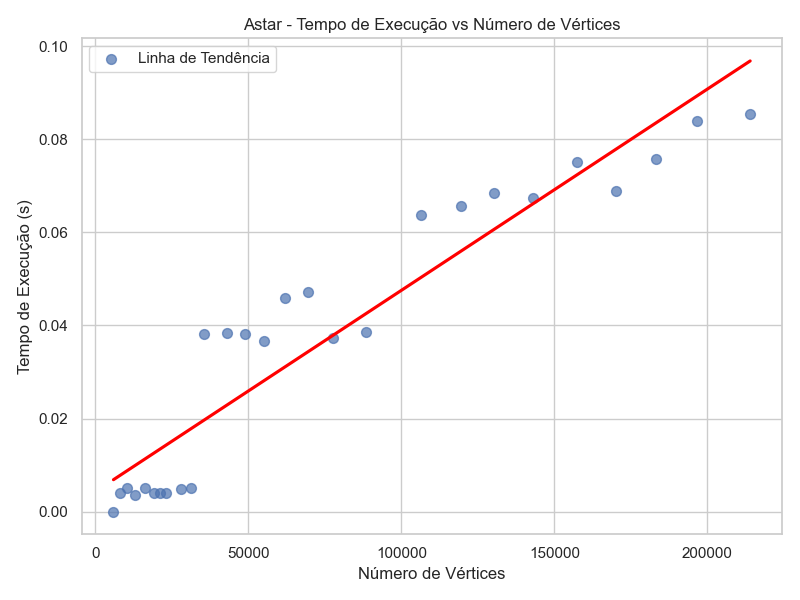 Astar - Tempo de Execução vs Número de Vértices
Linha de Tendência
Tempo de Execução (s)
0.10
0.08
0.06
0.04
0.02
0.00
0 50000 100000 150000 200000
Número de Vértices